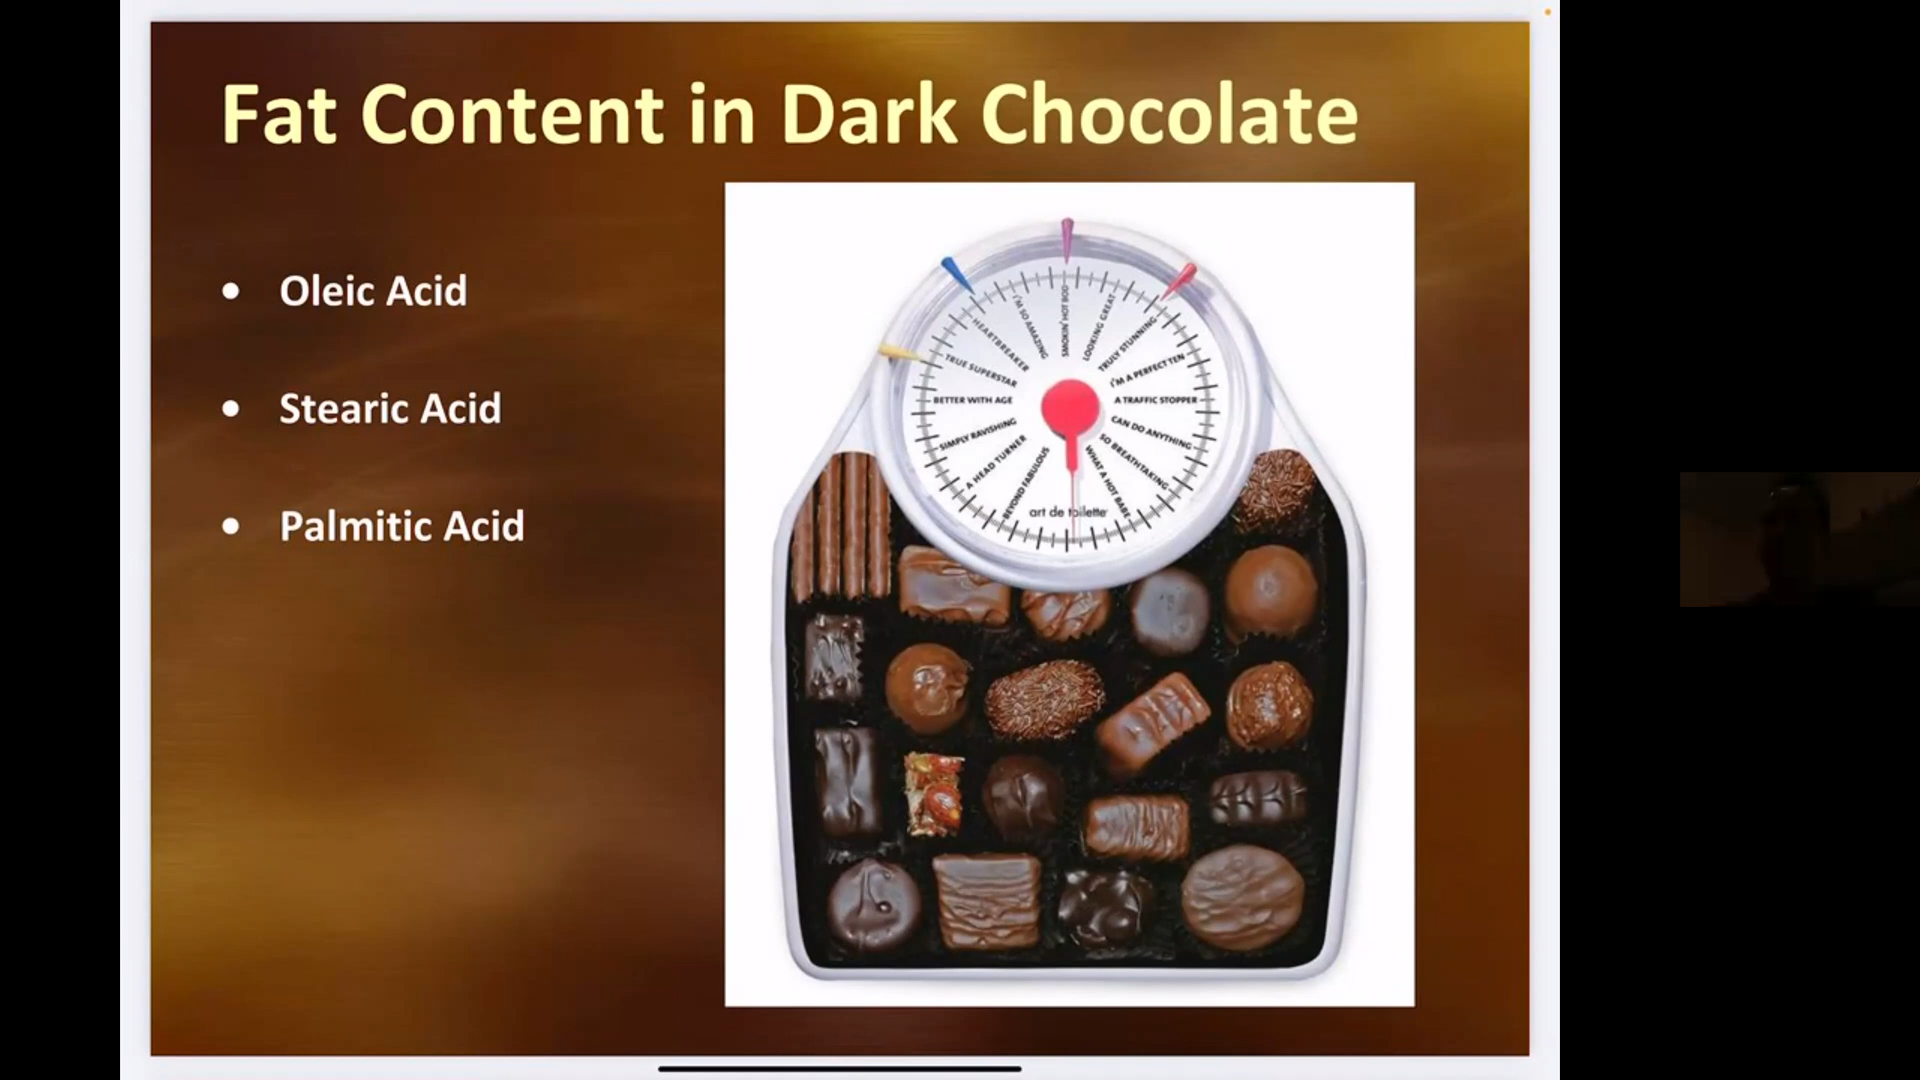 Fat Content in Dark Chocolate
• Oleic Acid
• Stearic Acid
• Palmitic Acid
SMOKIN' HOT BOD
LOOKING GREAT
TRULY STUNNING
I'M A PERFECT TEN
A TRAFFIC STOPPER
CAN DO ANYTHING
SO BREATHTAKING
WHAT A HOT BABE
BEYOND FABULOUS
A HEAD TURNER
SIMPLY RAVISHING
BETTER WITH AGE
TRUE SUPERSTAR
HEARTBREAKER
I'M SO AMAZING
art de toilette